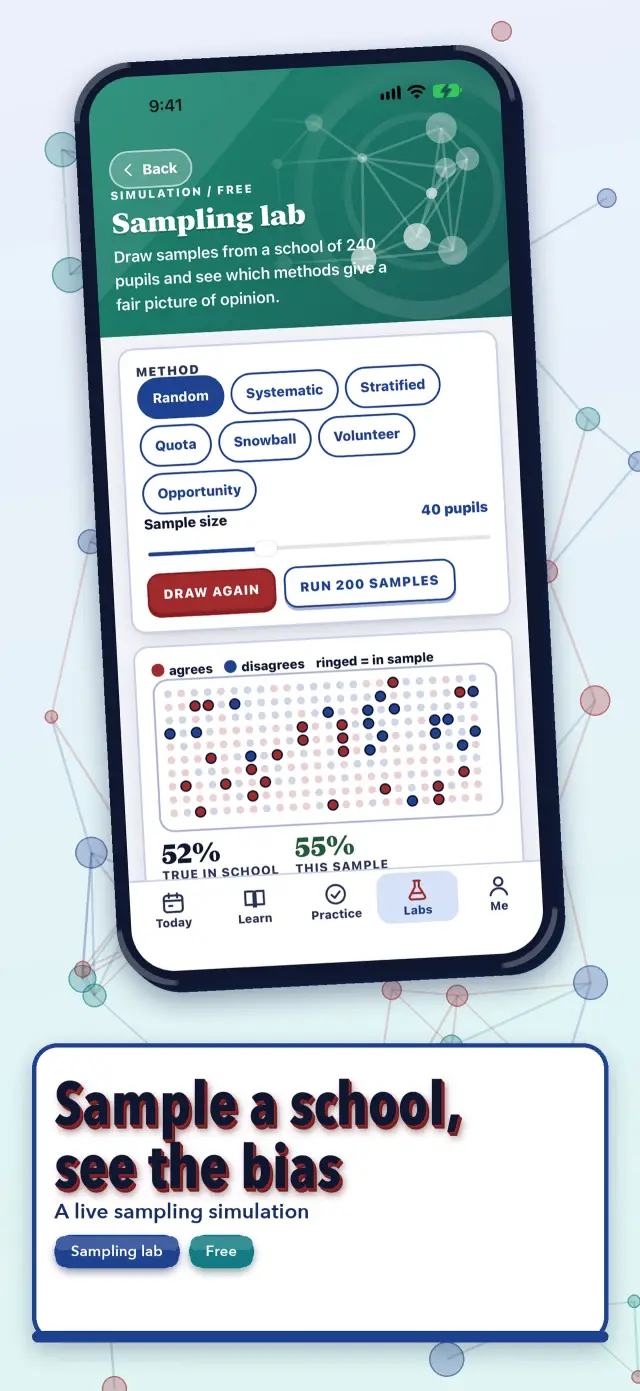 9:41
Back
SIMULATION / FREE
Sampling lab
Draw samples from a school of 240
pupils and see which methods give a
fair picture of opinion.
METHOD
Random
Systematic
Stratified
Quota
Snowball
Volunteer
Opportunity
Sample size
40 pupils
DRAW AGAIN
RUN 200 SAMPLES
agrees
disagrees
ringed = in sample
52%
55%
TRUE IN SCHOOL
THIS SAMPLE
Today
Learn
Practice
Labs
Me
Sample a school,
see the bias
A live sampling simulation
Sampling lab
Free